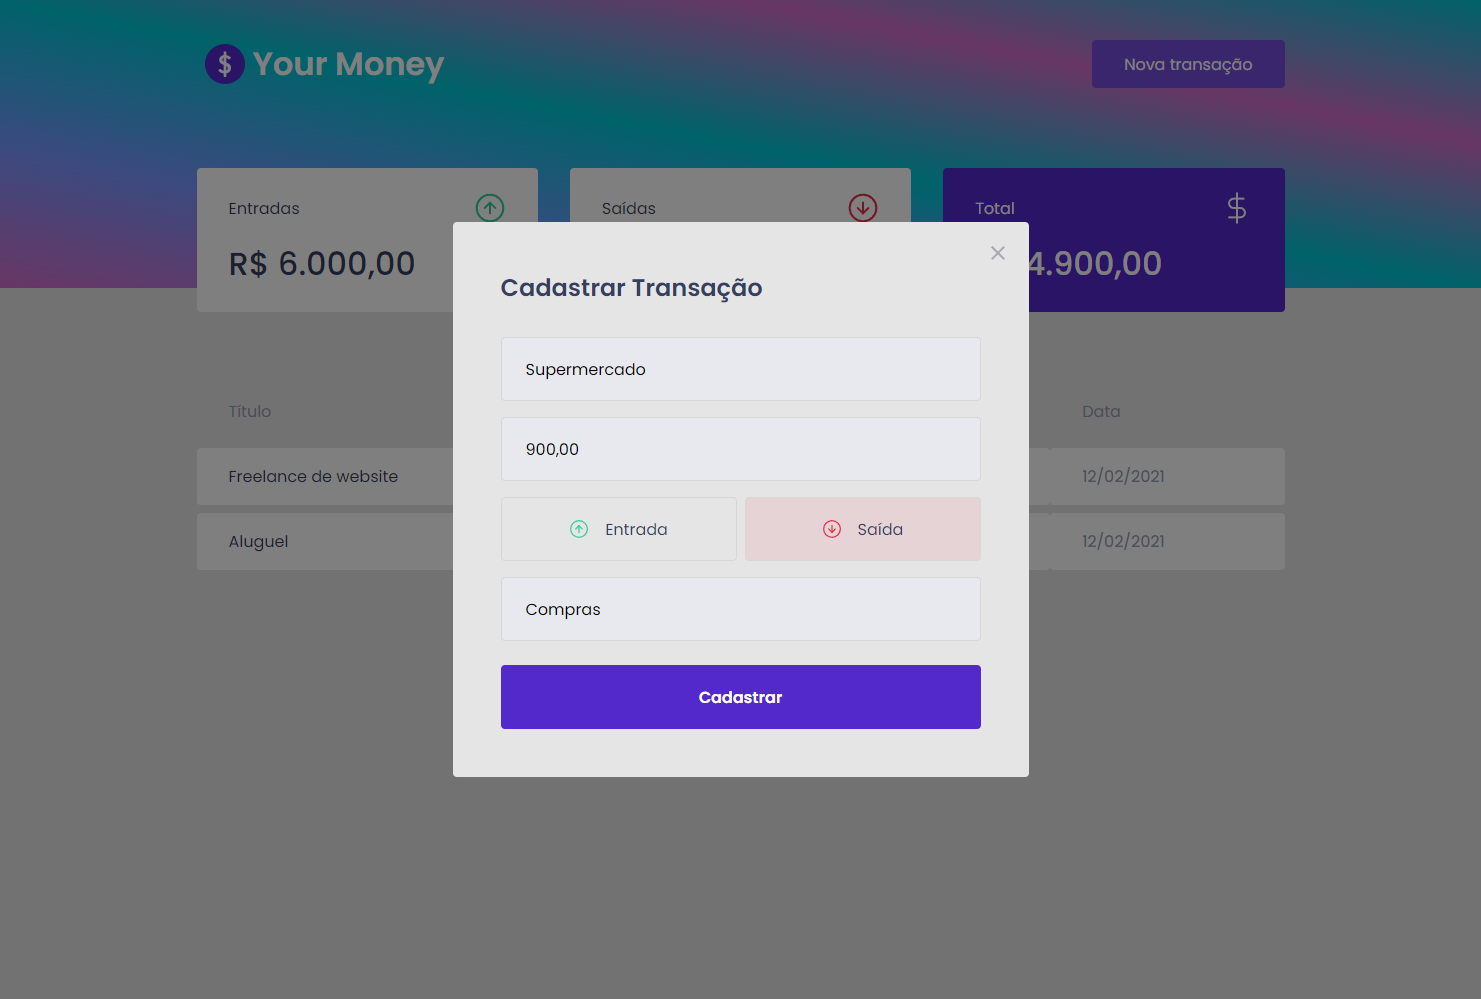 $ Your Money
Nova transação
Entradas
Saídas
Total
$
R$ 6.000,00
4.900,00
×
Cadastrar Transação
Supermercado
900,00
Entrada
Saída
Compras
Cadastrar
Título
Data
Freelance de website
12/02/2021
Aluguel
12/02/2021